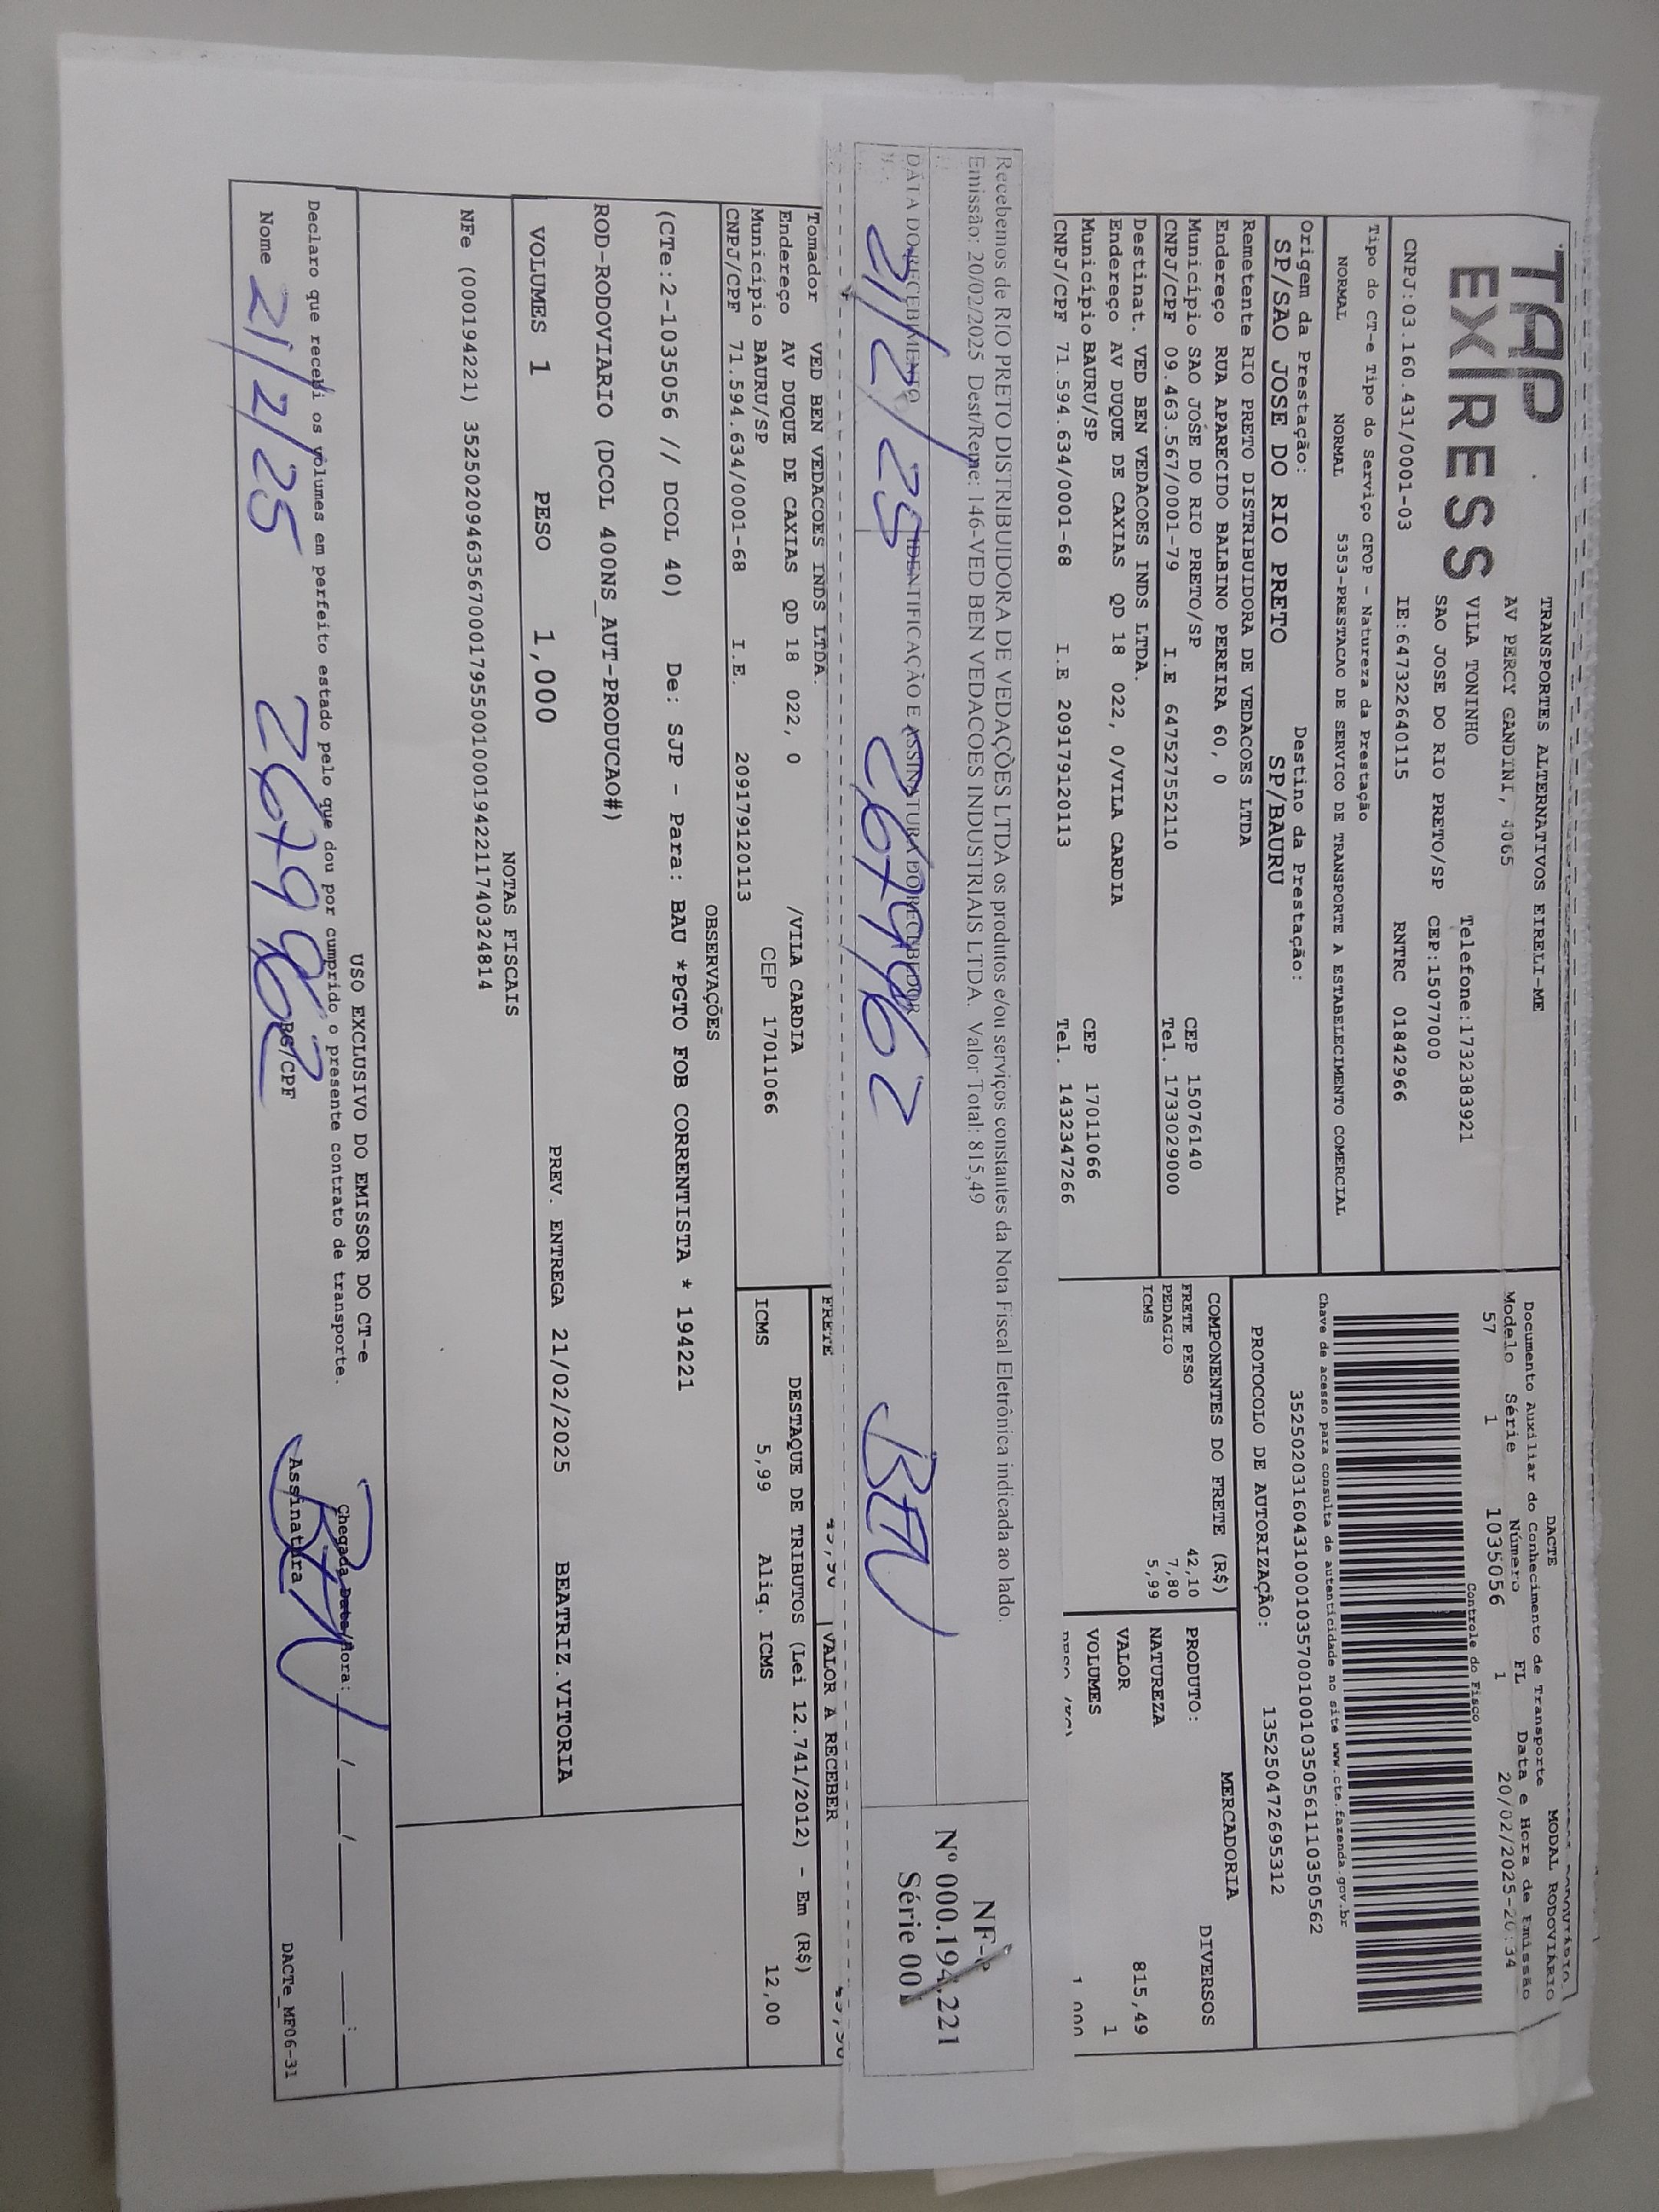 TAP
EXPRESS
TRANSPORTES ALTERNATIVOS EIRELI-ME
AV PERCY GANDINI, 4065
VILA TONINHO
Telefone:1732383921
SAO JOSE DO RIO PRETO/SP CEP:15077000
CNPJ:03.160.431/0001-03 IE:647322640115 RNTRC 01842966
DACTE MODAL RODOVIÁRIO
Documento Auxiliar do Conhecimento de Transporte
Modelo Série Número FL Data e Hora de Emissão
57 1 1035056 1 20/02/2025-20:34
Controle do Fisco
Chave de acesso para consulta de autenticidade no site www.cte.fazenda.gov.br
PROTOCOLO DE AUTORIZAÇÃO: 135250472695312
Tipo do CT-e Tipo do Serviço CFOP - Natureza da Prestação
NORMAL NORMAL 5353-PRESTACAO DE SERVICO DE TRANSPORTE A ESTABELECIMENTO COMERCIAL
Origem da Prestação: Destino da Prestação:
SP/SAO JOSE DO RIO PRETO SP/BAURU
Remetente RIO PRETO DISTRIBUIDORA DE VEDACOES LTDA
Endereço RUA APARECIDO BALBINO PEREIRA 60, 0
Município SAO JOSE DO RIO PRETO/SP CEP 15076140
CNPJ/CPF 09.463.567/0001-79 I.E 647527552110 Tel. 1733029000
Destinat. VED BEN VEDACOES INDS LTDA.
Endereço AV DUQUE DE CAXIAS QD 18 022, 0/VILA CARDIA
Município BAURU/SP CEP 17011066
CNPJ/CPF 71.594.634/0001-68 I.E 209179120113 Tel. 1432347266
COMPONENTES DO FRETE (R$)
FRETE PESO 42,10
PEDAGIO 7,80
ICMS 5,99
MERCADORIA
PRODUTO: DIVERSOS
NATUREZA
VALOR 815,49
VOLUMES 1
Recebemos de RIO PRETO DISTRIBUIDORA DE VEDAÇÕES LTDA os produtos e/ou serviços constantes da Nota Fiscal Eletrônica indicada ao lado.
Emissão: 20/02/2025 Dest/Reme: 146-VED BEN VEDACOES INDUSTRIAIS LTDA. Valor Total: 815,49
DATA DO RECEBIMENTO IDENTIFICAÇÃO E ASSINATURA DO RECEBEDOR
21/2/25
NF-e
Nº 000.194.221
Série 001
FRETE VALOR A RECEBER
Tomador VED BEN VEDACOES INDS LTDA.
Endereço AV DUQUE DE CAXIAS QD 18 022, 0 /VILA CARDIA
Município BAURU/SP CEP 17011066
CNPJ/CPF 71.594.634/0001-68 I.E. 209179120113
DESTAQUE DE TRIBUTOS (Lei 12.741/2012) - Em (R$)
ICMS 5,99 Aliq. ICMS 12,00
OBSERVAÇÕES
(CTe:2-1035056 // DCOL 40) De: SJP - Para: BAU *PGTO FOB CORRENTISTA * 194221
ROD-RODOVIARIO (DCOL 400NS_AUT-PRODUCAO#)
VOLUMES 1 PESO 1,000 PREV. ENTREGA 21/02/2025 BEATRIZ.VITORIA
NOTAS FISCAIS
USO EXCLUSIVO DO EMISSOR DO CT-e
Declaro que recebi os volumes em perfeito estado pelo que dou por cumprido o presente contrato de transporte.
Chegada Data/Hora: ___/___/___ ___:___
Nome 21/2/25 RG/CPF Assinatura
DACTe_MF06-31